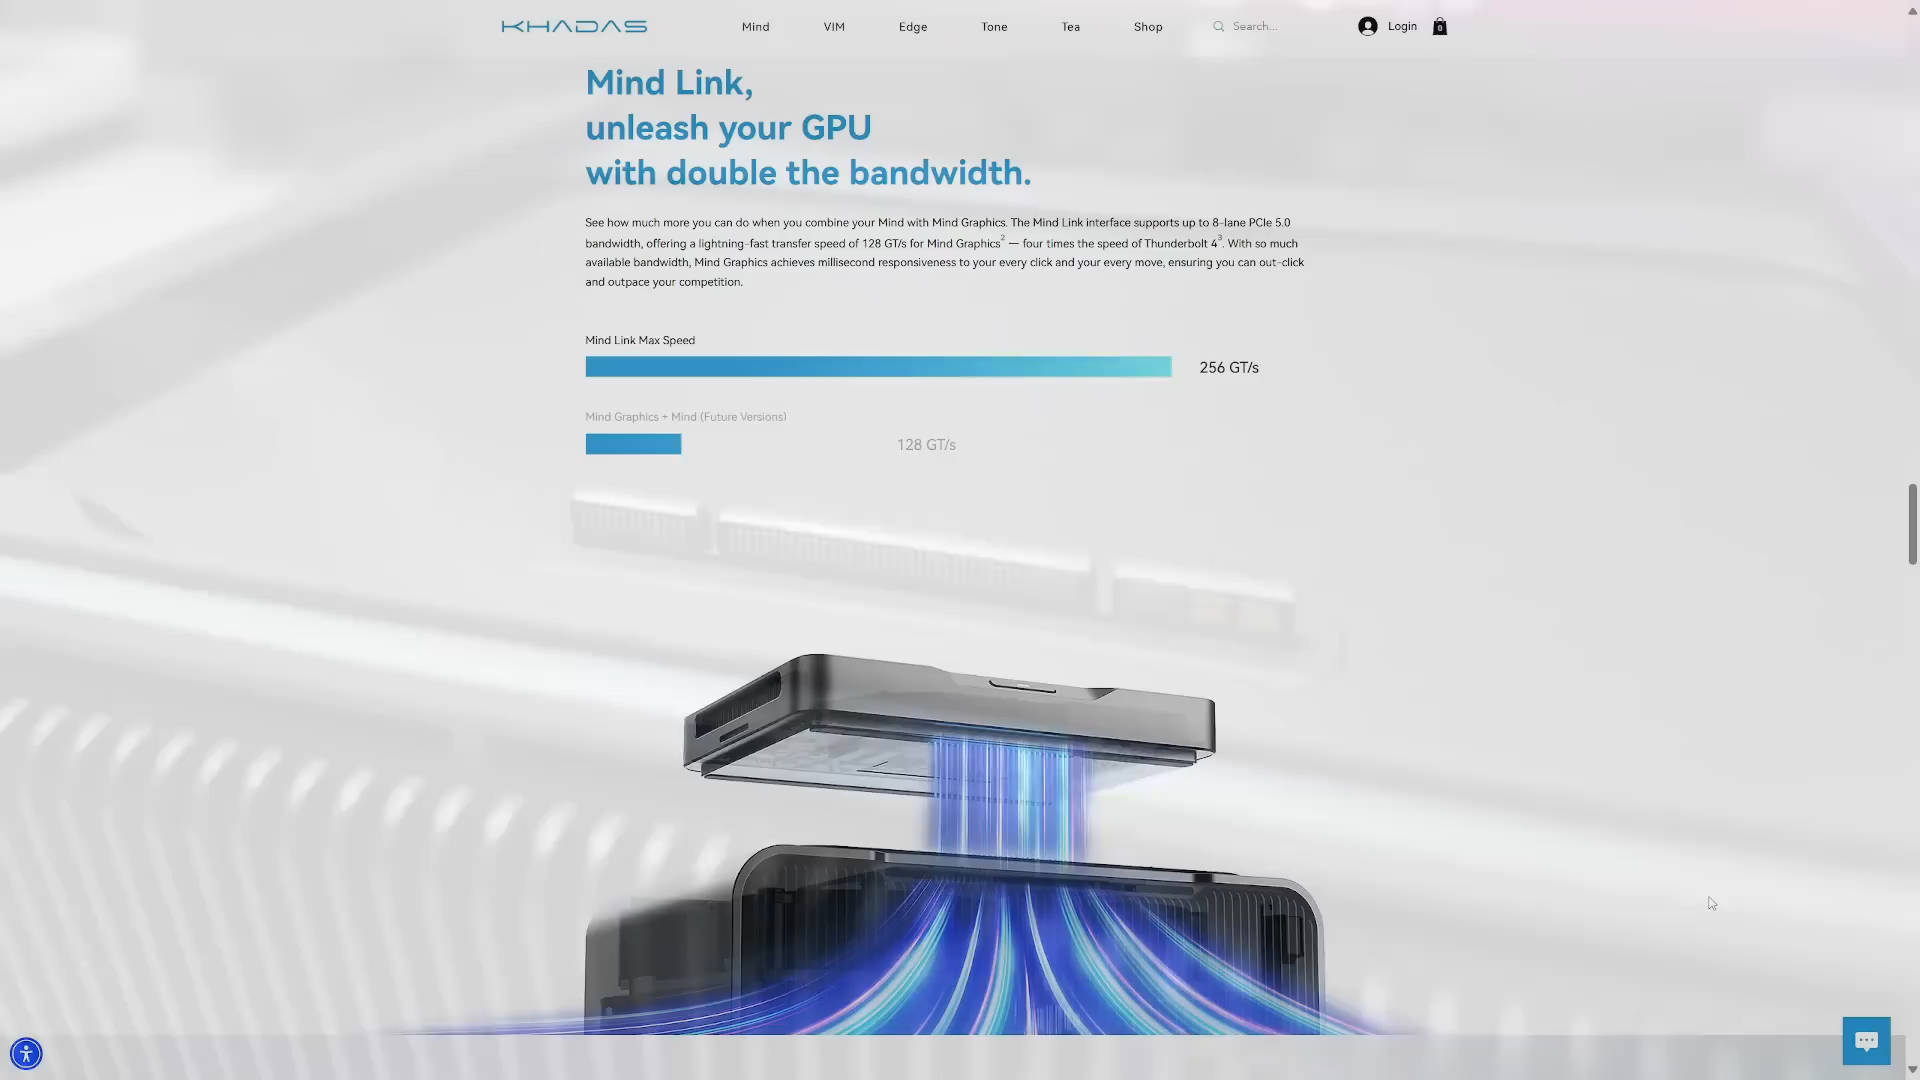 KHADAS
Mind VIM Edge Tone Tea Shop Search... Login 0
Mind Link,
unleash your GPU
with double the bandwidth.
See how much more you can do when you combine your Mind with Mind Graphics. The Mind Link interface supports up to 8-lane PCIe 5.0
bandwidth, offering a lightning-fast transfer speed of 128 GT/s for Mind Graphics² — four times the speed of Thunderbolt 4³. With so much
available bandwidth, Mind Graphics achieves millisecond responsiveness to your every click and your every move, ensuring you can out-click
and outpace your competition.
Mind Link Max Speed
256 GT/s
Mind Graphics + Mind (Future Versions)
128 GT/s